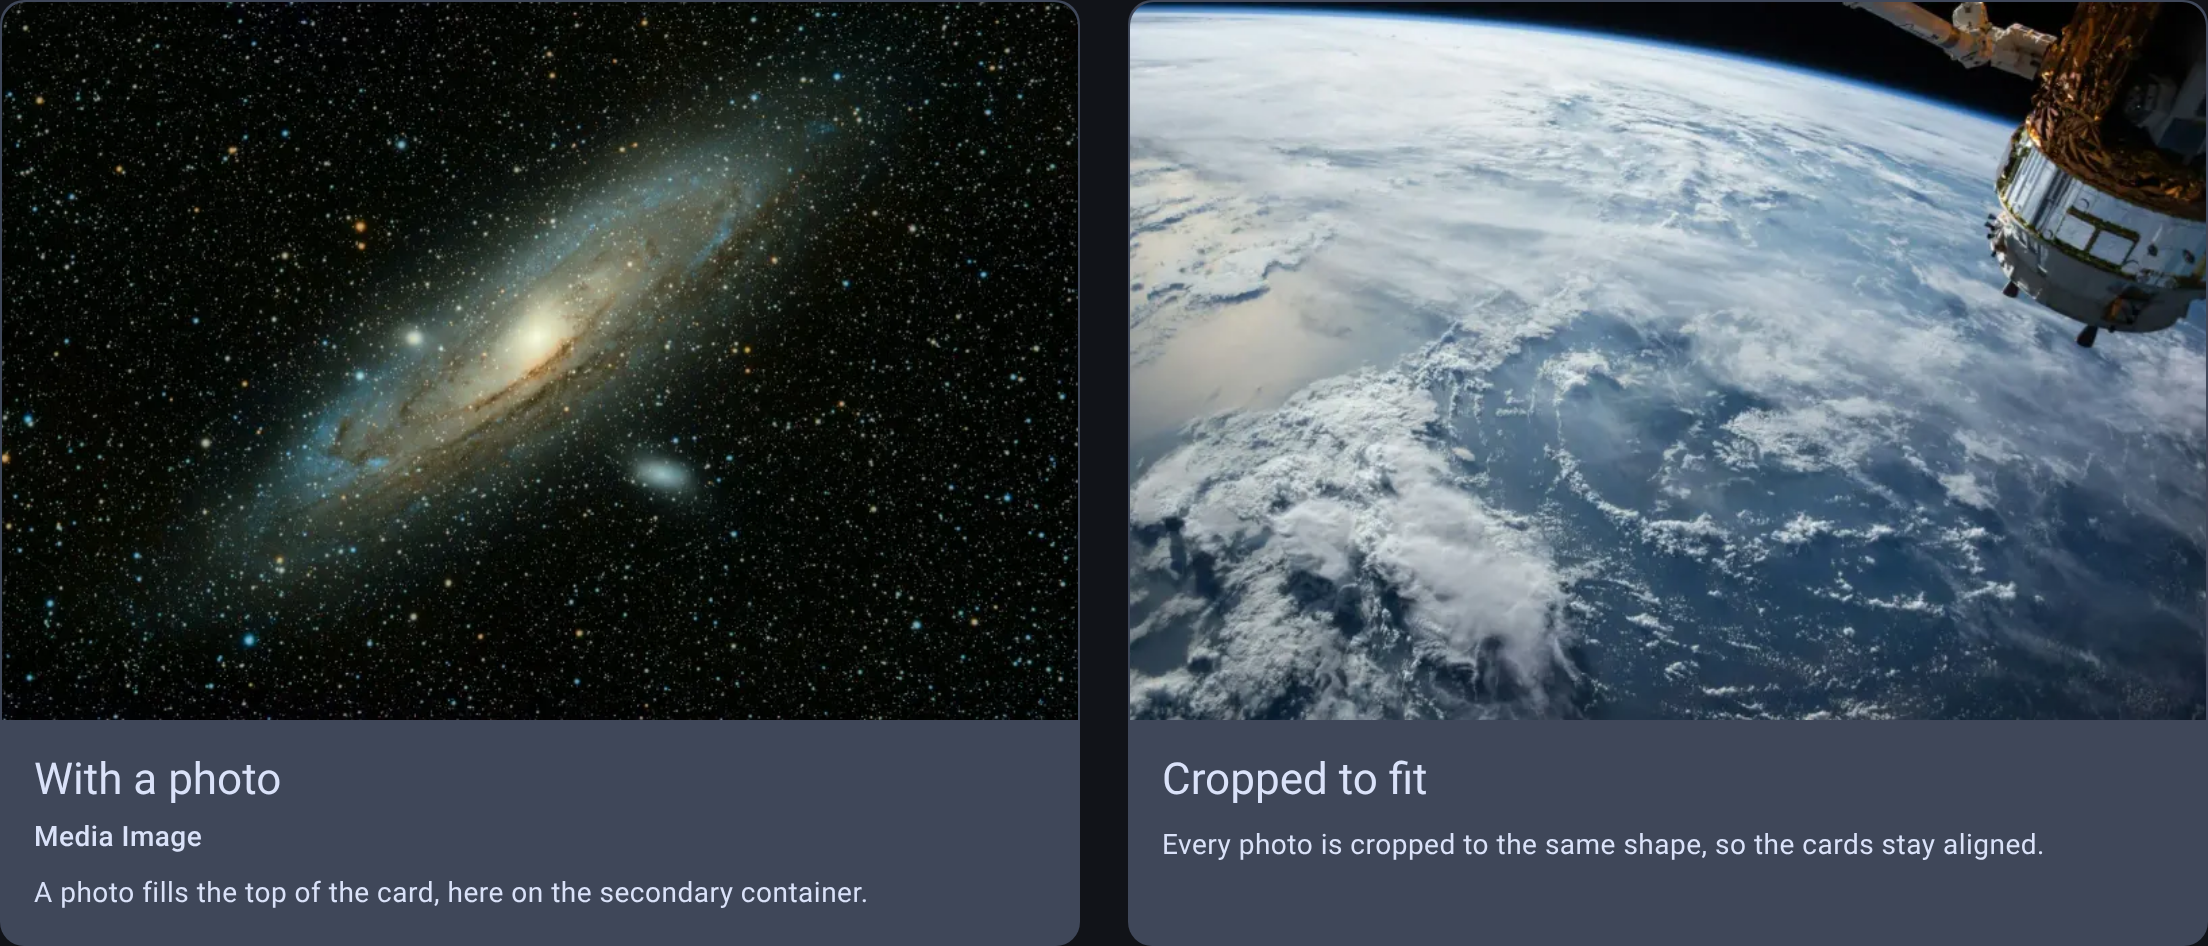 With a photo
Media Image
A photo fills the top of the card, here on the secondary container.
Cropped to fit
Every photo is cropped to the same shape, so the cards stay aligned.